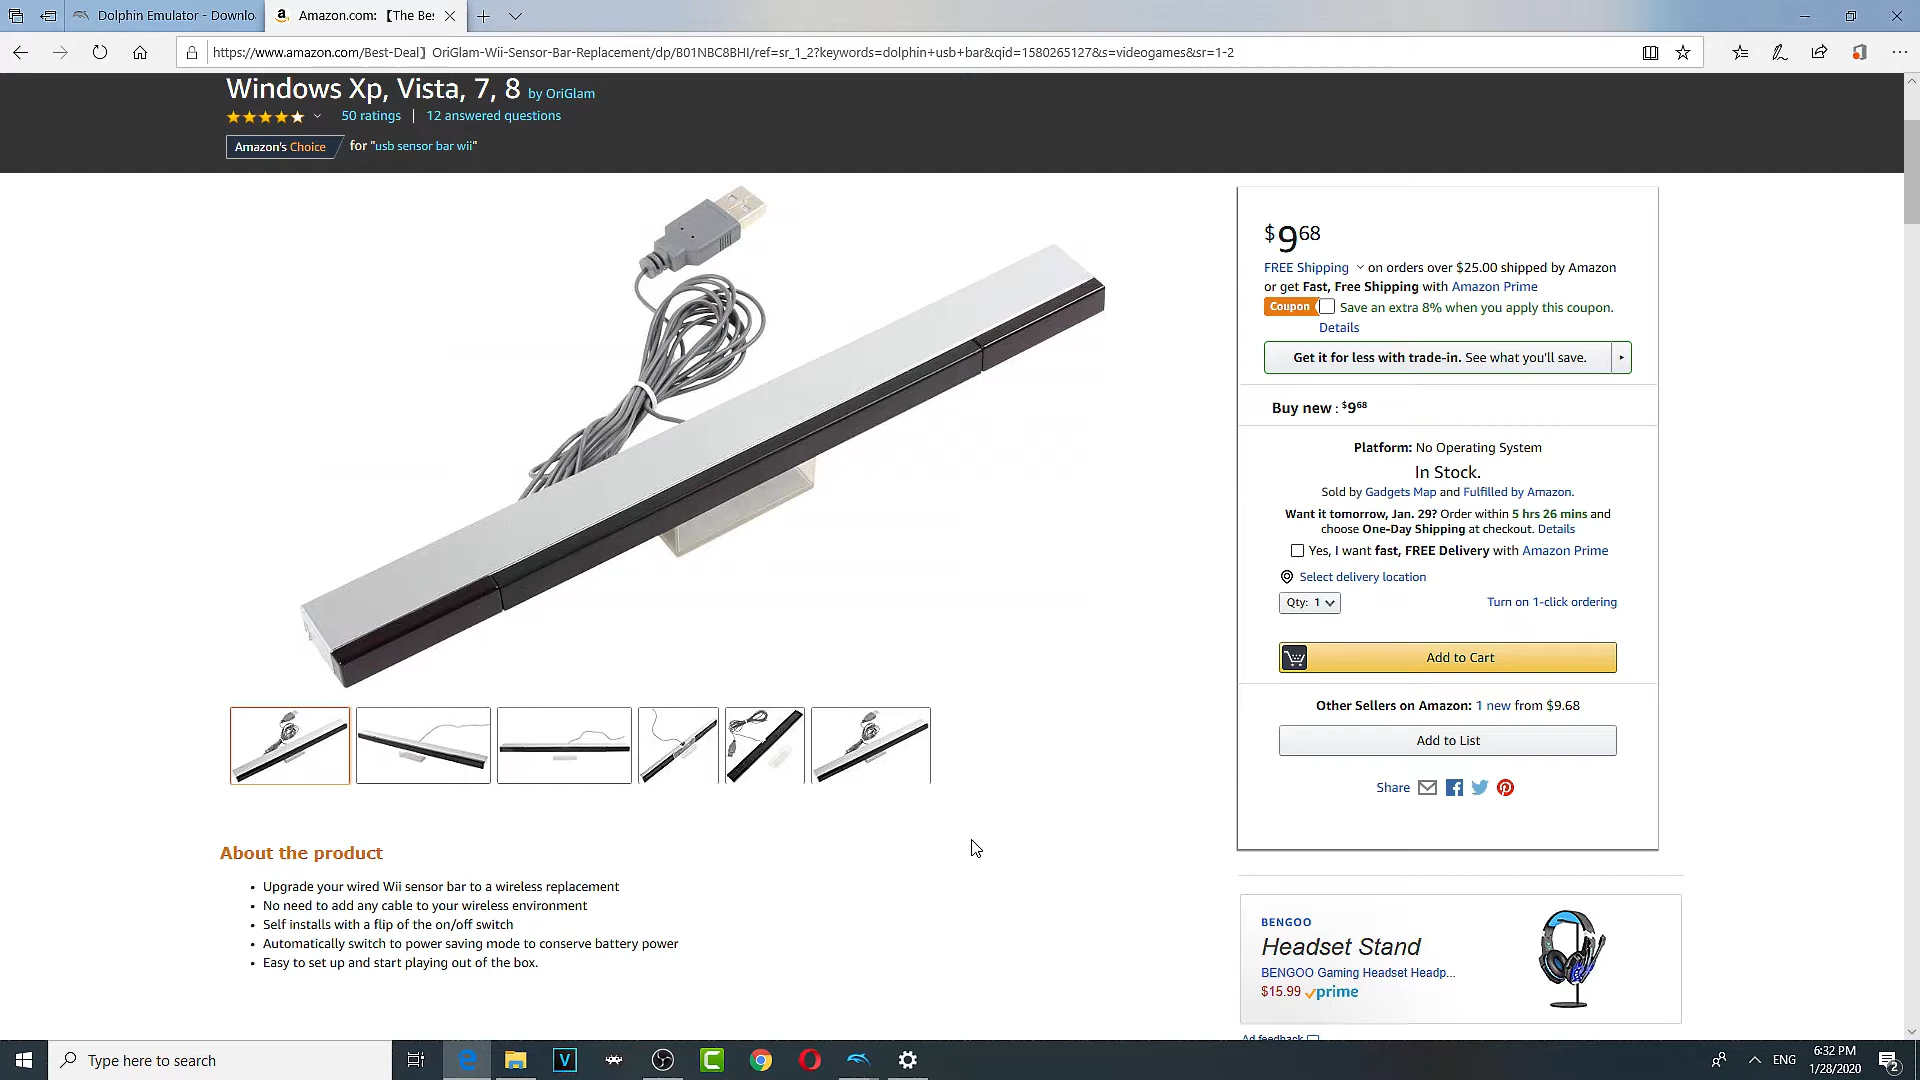 Dolphin Emulator - Downlo
Amazon.com: 【The Bes
https://www.amazon.com/Best-Deal】OriGlam-Wii-Sensor-Bar-Replacement/dp/B01NBC8BHI/ref=sr_1_2?keywords=dolphin+usb+bar&qid=1580265127&s=videogames&sr=1-2
Windows Xp, Vista, 7, 8 by OriGlam
50 ratings | 12 answered questions
Amazon's Choice for "usb sensor bar wii"
$9 68
FREE Shipping on orders over $25.00 shipped by Amazon
or get Fast, Free Shipping with Amazon Prime
Coupon Save an extra 8% when you apply this coupon.
Details
Get it for less with trade-in. See what you'll save.
Buy new : $9 68
Platform: No Operating System
In Stock.
Sold by Gadgets Map and Fulfilled by Amazon.
Want it tomorrow, Jan. 29? Order within 5 hrs 26 mins and
choose One-Day Shipping at checkout. Details
Yes, I want fast, FREE Delivery with Amazon Prime
Select delivery location
Qty: 1
Turn on 1-click ordering
Add to Cart
Other Sellers on Amazon: 1 new from $9.68
Add to List
Share
About the product
• Upgrade your wired Wii sensor bar to a wireless replacement
• No need to add any cable to your wireless environment
• Self installs with a flip of the on/off switch
• Automatically switch to power saving mode to conserve battery power
• Easy to set up and start playing out of the box.
BENGOO
Headset Stand
BENGOO Gaming Headset Headp...
$15.99 prime
Ad feedback
Type here to search
ENG
6:32 PM
1/28/2020
2